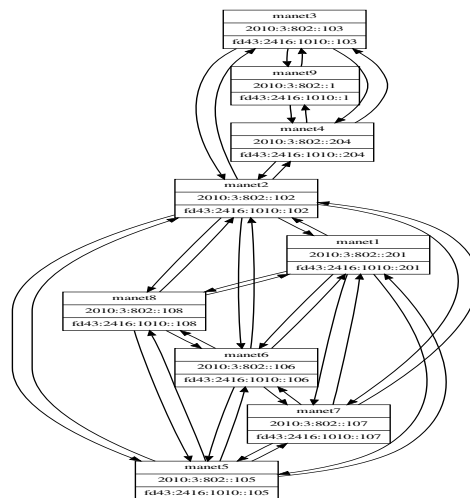 manet3
2010:3:802::103
fd43:2416:1010::103
manet9
2010:3:802::1
fd43:2416:1010::1
manet4
2010:3:802::204
fd43:2416:1010::204
manet2
2010:3:802::102
fd43:2416:1010::102
manet1
2010:3:802::201
fd43:2416:1010::201
manet8
2010:3:802::108
fd43:2416:1010::108
manet6
2010:3:802::106
fd43:2416:1010::106
manet7
2010:3:802::107
fd43:2416:1010::107
manet5
2010:3:802::105
fd43:2416:1010::105